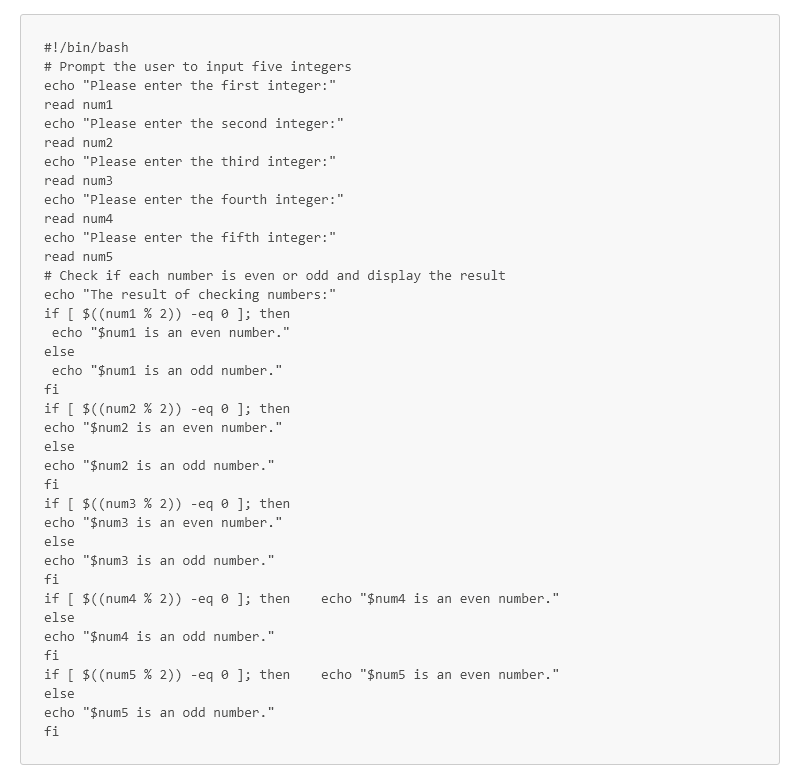 #!/bin/bash
# Prompt the user to input five integers
echo "Please enter the first integer:"
read num1
echo "Please enter the second integer:"
read num2
echo "Please enter the third integer:"
read num3
echo "Please enter the fourth integer:"
read num4
echo "Please enter the fifth integer:"
read num5
# Check if each number is even or odd and display the result
echo "The result of checking numbers:"
if [ $((num1 % 2)) -eq 0 ]; then
 echo "$num1 is an even number."
else
 echo "$num1 is an odd number."
fi
if [ $((num2 % 2)) -eq 0 ]; then
echo "$num2 is an even number."
else
echo "$num2 is an odd number."
fi
if [ $((num3 % 2)) -eq 0 ]; then
echo "$num3 is an even number."
else
echo "$num3 is an odd number."
fi
if [ $((num4 % 2)) -eq 0 ]; then    echo "$num4 is an even number."
else
echo "$num4 is an odd number."
fi
if [ $((num5 % 2)) -eq 0 ]; then    echo "$num5 is an even number."
else
echo "$num5 is an odd number."
fi